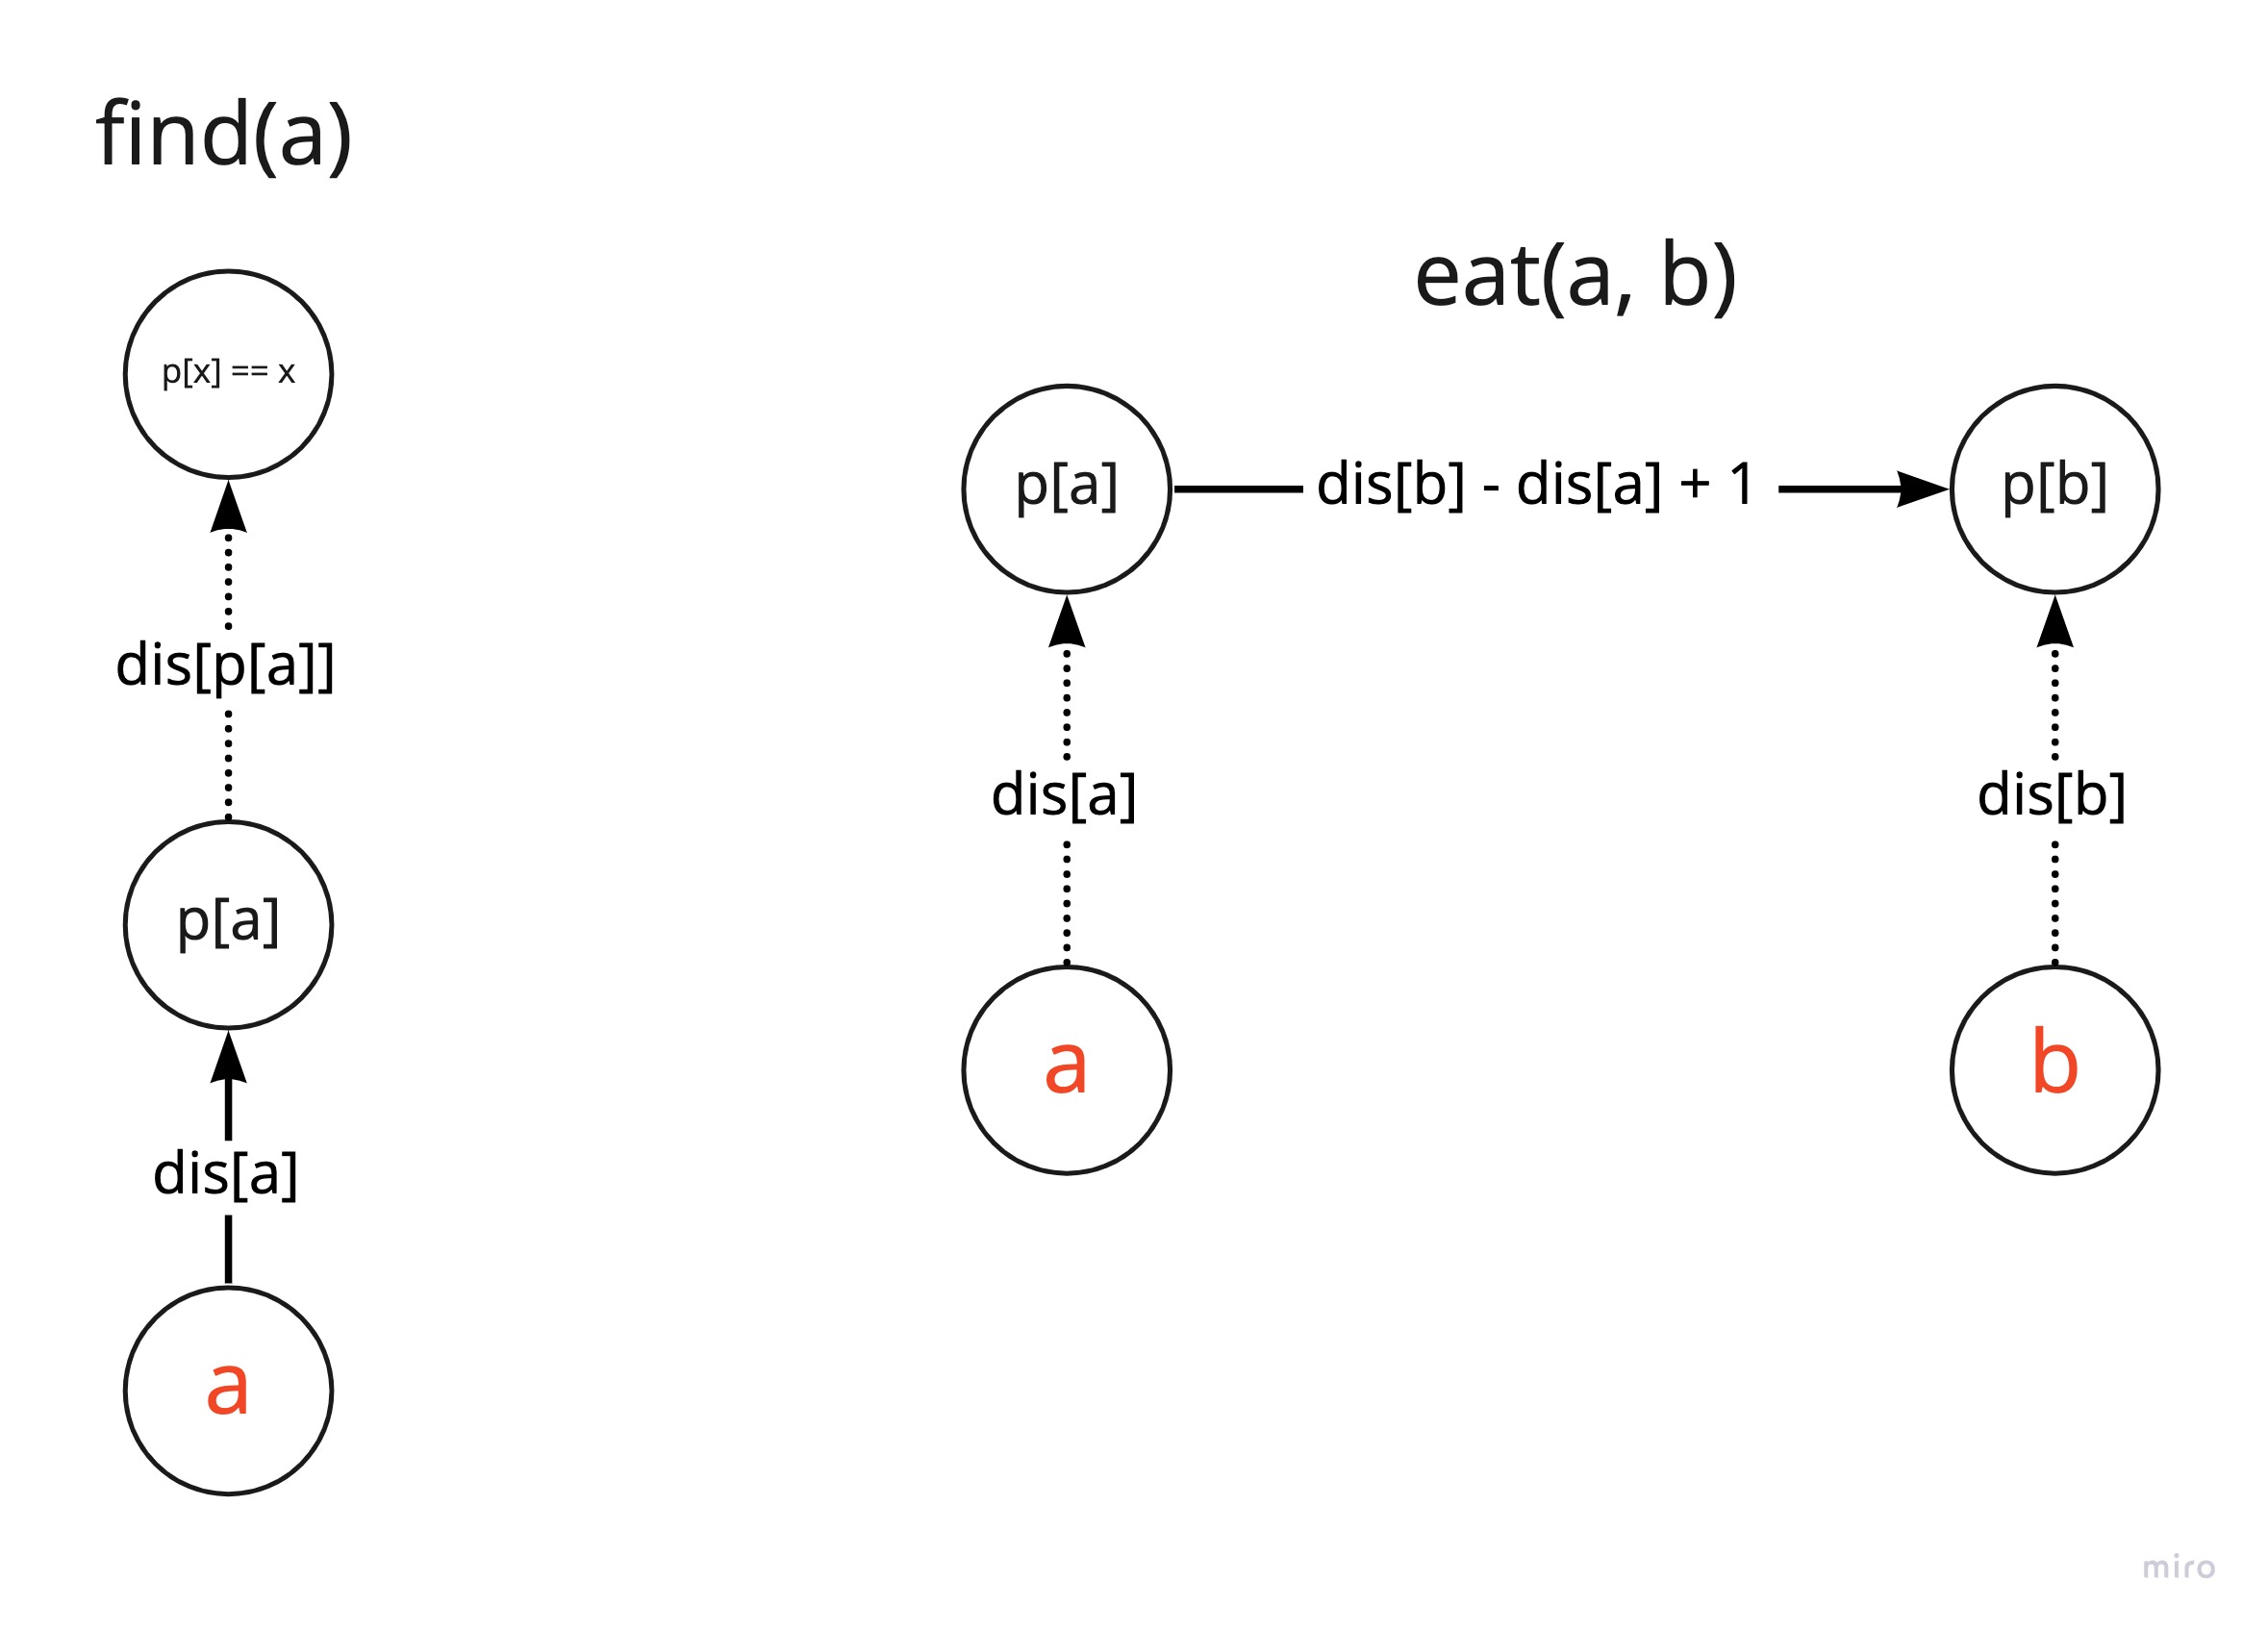 find(a)
p[x] == x
dis[p[a]]
p[a]
dis[a]
a
eat(a, b)
p[a]
dis[b] - dis[a] + 1
p[b]
dis[a]
dis[b]
a
b
miro